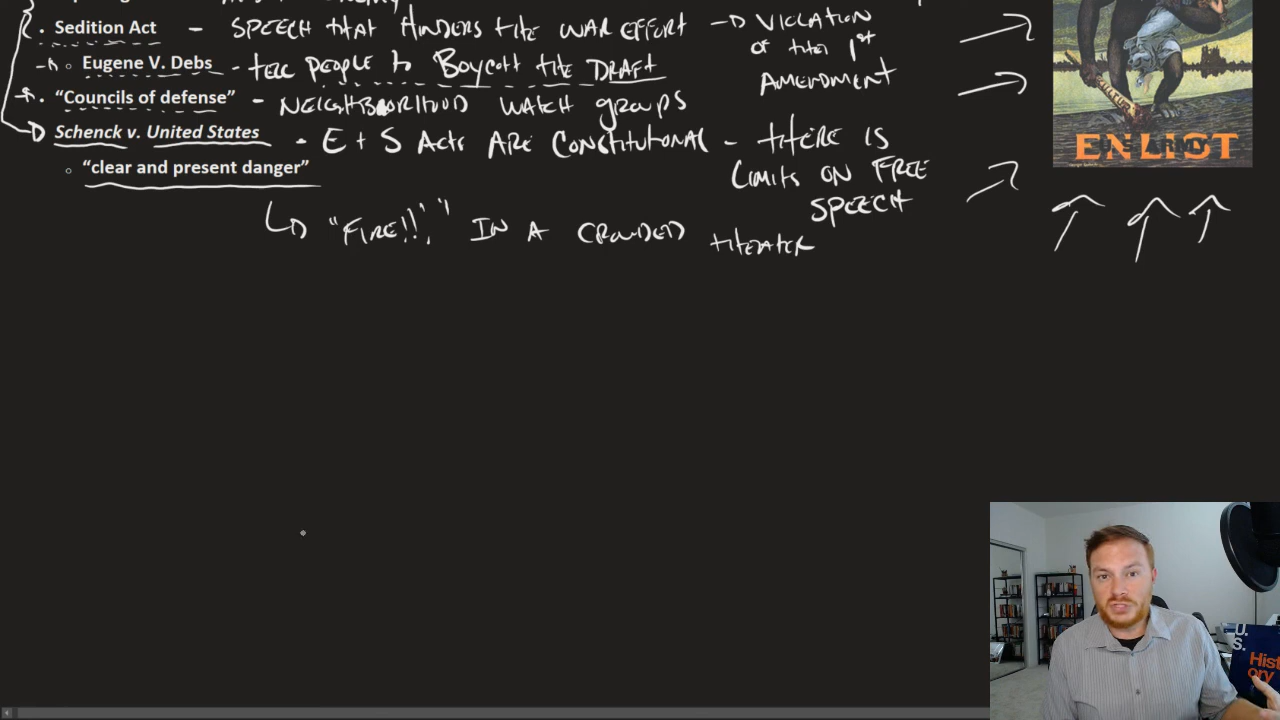 Sedition Act - SPEECH THAT HINDERS THE WAR EFFORT → VIOLATION
OF THE 1st
AMENDMENT
Eugene V. Debs - TELL PEOPLE to BOYCOTT THE DRAFT
"Councils of defense" - NEIGHBORHOOD WATCH groups
Schenck v. United States - E + S Acts ARE CONSTITUTIONAL - THERE IS
LIMITS ON FREE
SPEECH
"clear and present danger"
"FIRE!!," IN A CROWDED THEATER
ENLIST
U.
S.
Hist
ory